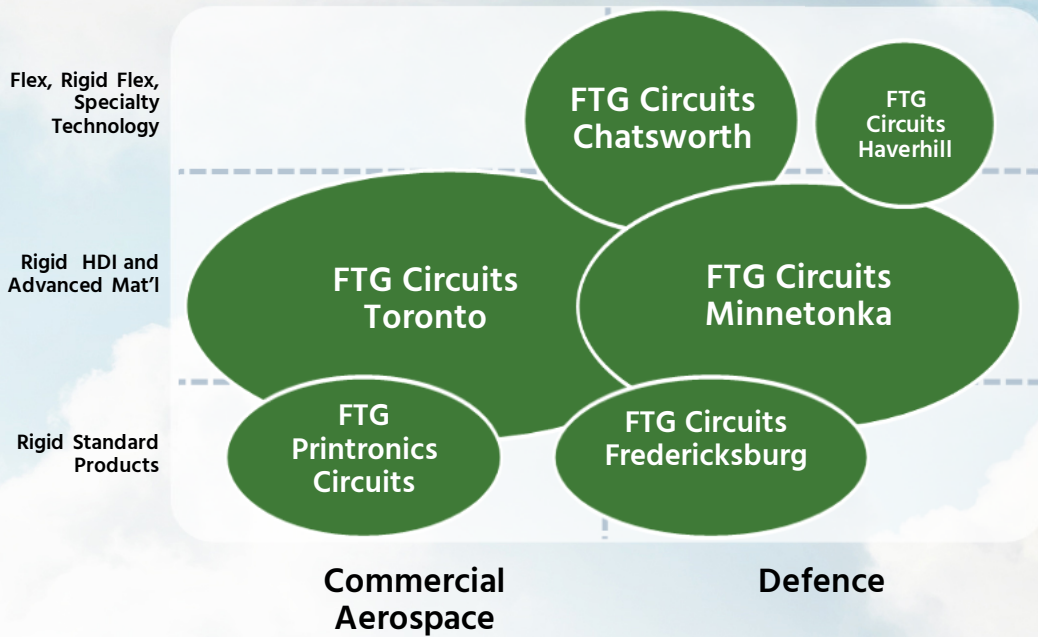 Flex, Rigid Flex,
Specialty
Technology
FTG Circuits
Chatsworth
FTG
Circuits
Haverhill
Rigid HDI and
Advanced Mat'l
FTG Circuits
Toronto
FTG Circuits
Minnetonka
Rigid Standard
Products
FTG
Printronics
Circuits
FTG Circuits
Fredericksburg
Commercial
Aerospace
Defence